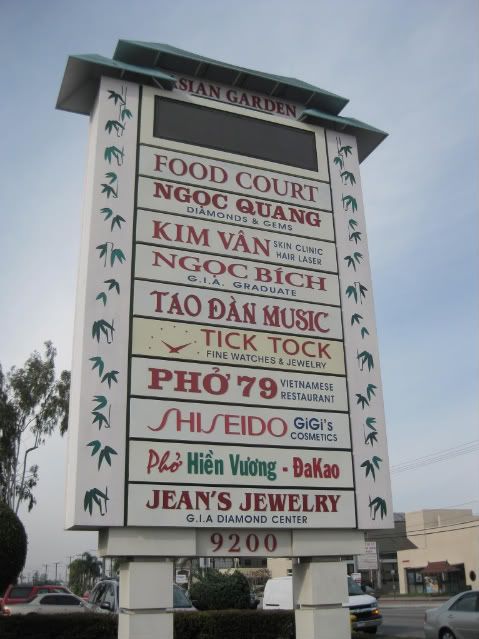 ASIAN GARDEN
FOOD COURT
NGỌC QUANG
DIAMONDS & GEMS
KIM VÂN SKIN CLINIC
HAIR LASER
NGỌC BÍCH
G.I.A. GRADUATE
TAO ĐÀN MUSIC
TICK TOCK
FINE WATCHES & JEWELRY
PHỞ 79 VIETNAMESE
RESTAURANT
SHISEIDO GiGi's
COSMETICS
Phở Hiền Vương - ĐaKao
JEAN'S JEWELRY
G.I.A DIAMOND CENTER
9200